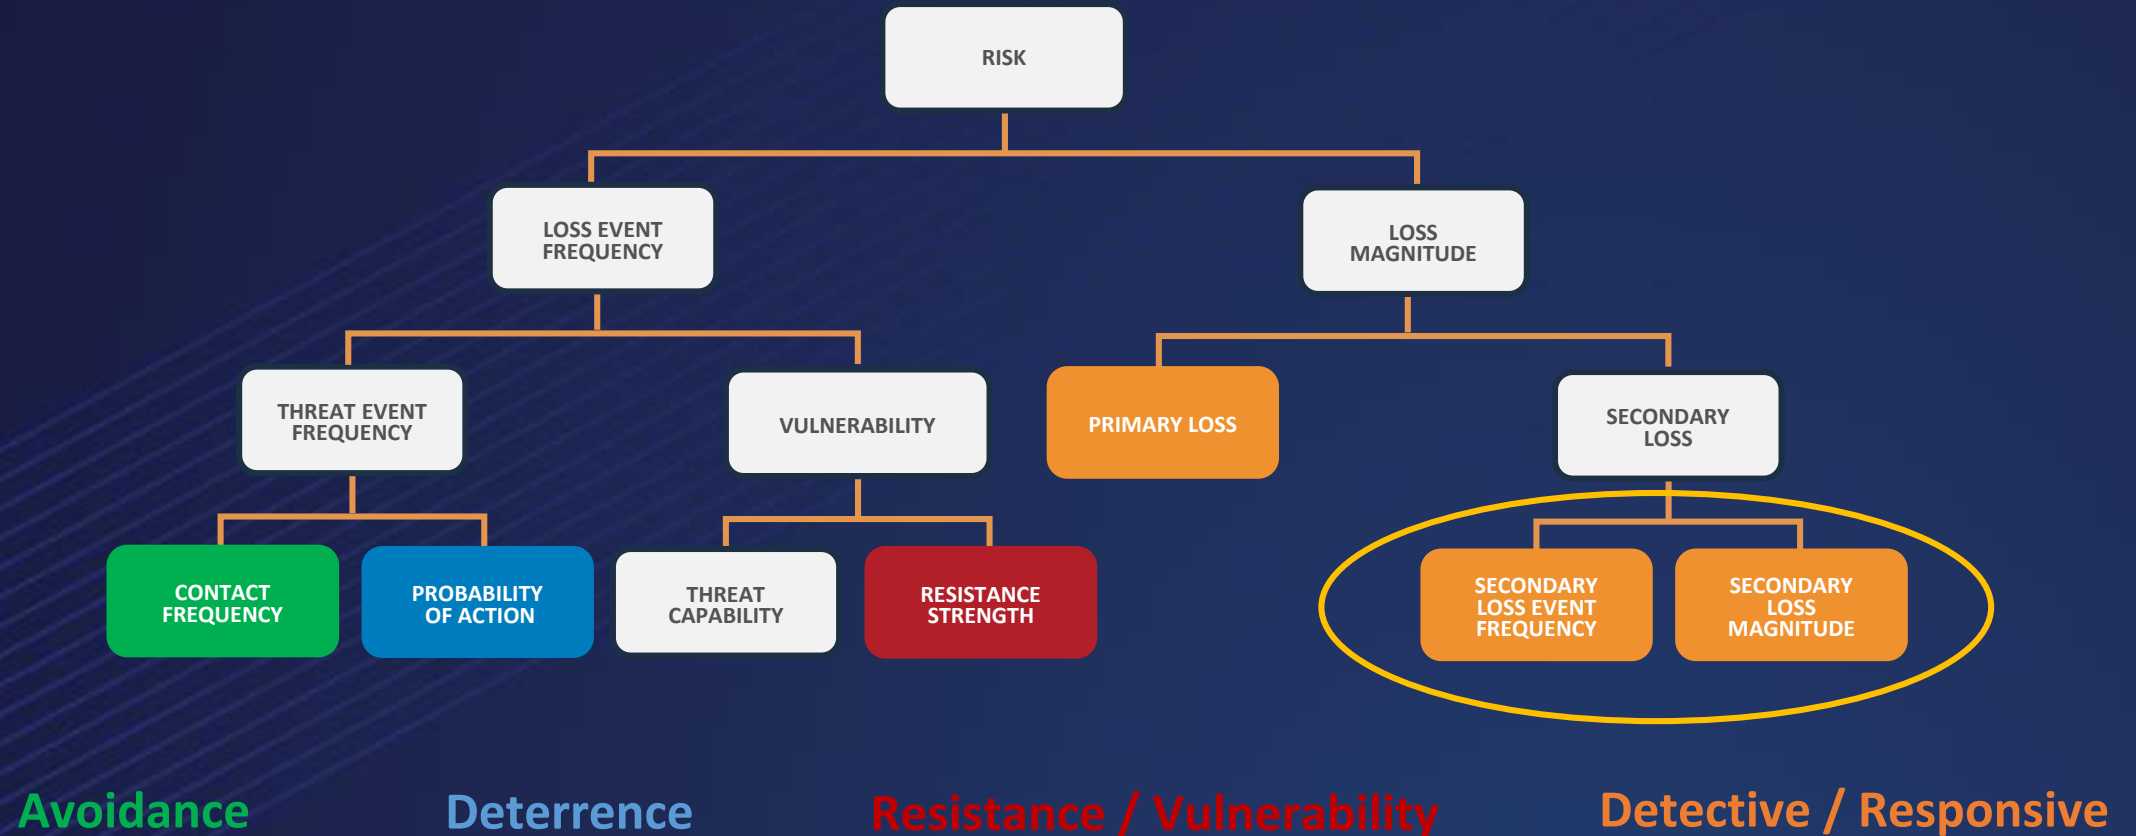 RISK
LOSS EVENT
FREQUENCY
LOSS
MAGNITUDE
THREAT EVENT
FREQUENCY
VULNERABILITY
PRIMARY LOSS
SECONDARY
LOSS
CONTACT
FREQUENCY
PROBABILITY
OF ACTION
THREAT
CAPABILITY
RESISTANCE
STRENGTH
SECONDARY
LOSS EVENT
FREQUENCY
SECONDARY
LOSS
MAGNITUDE
Avoidance
Deterrence
Resistance / Vulnerability
Detective / Responsive